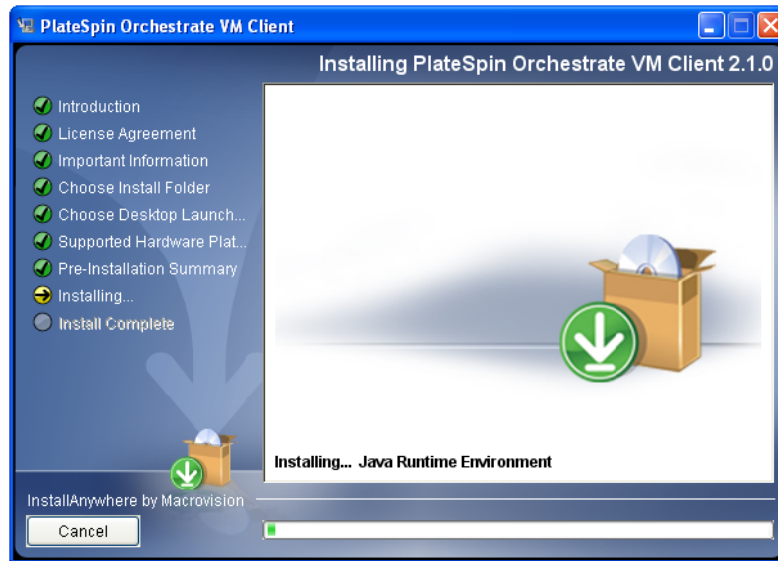 PlateSpin Orchestrate VM Client
Installing PlateSpin Orchestrate VM Client 2.1.0
Introduction
License Agreement
Important Information
Choose Install Folder
Choose Desktop Launch...
Supported Hardware Plat...
Pre-Installation Summary
Installing...
Install Complete
Installing... Java Runtime Environment
InstallAnywhere by Macrovision
Cancel